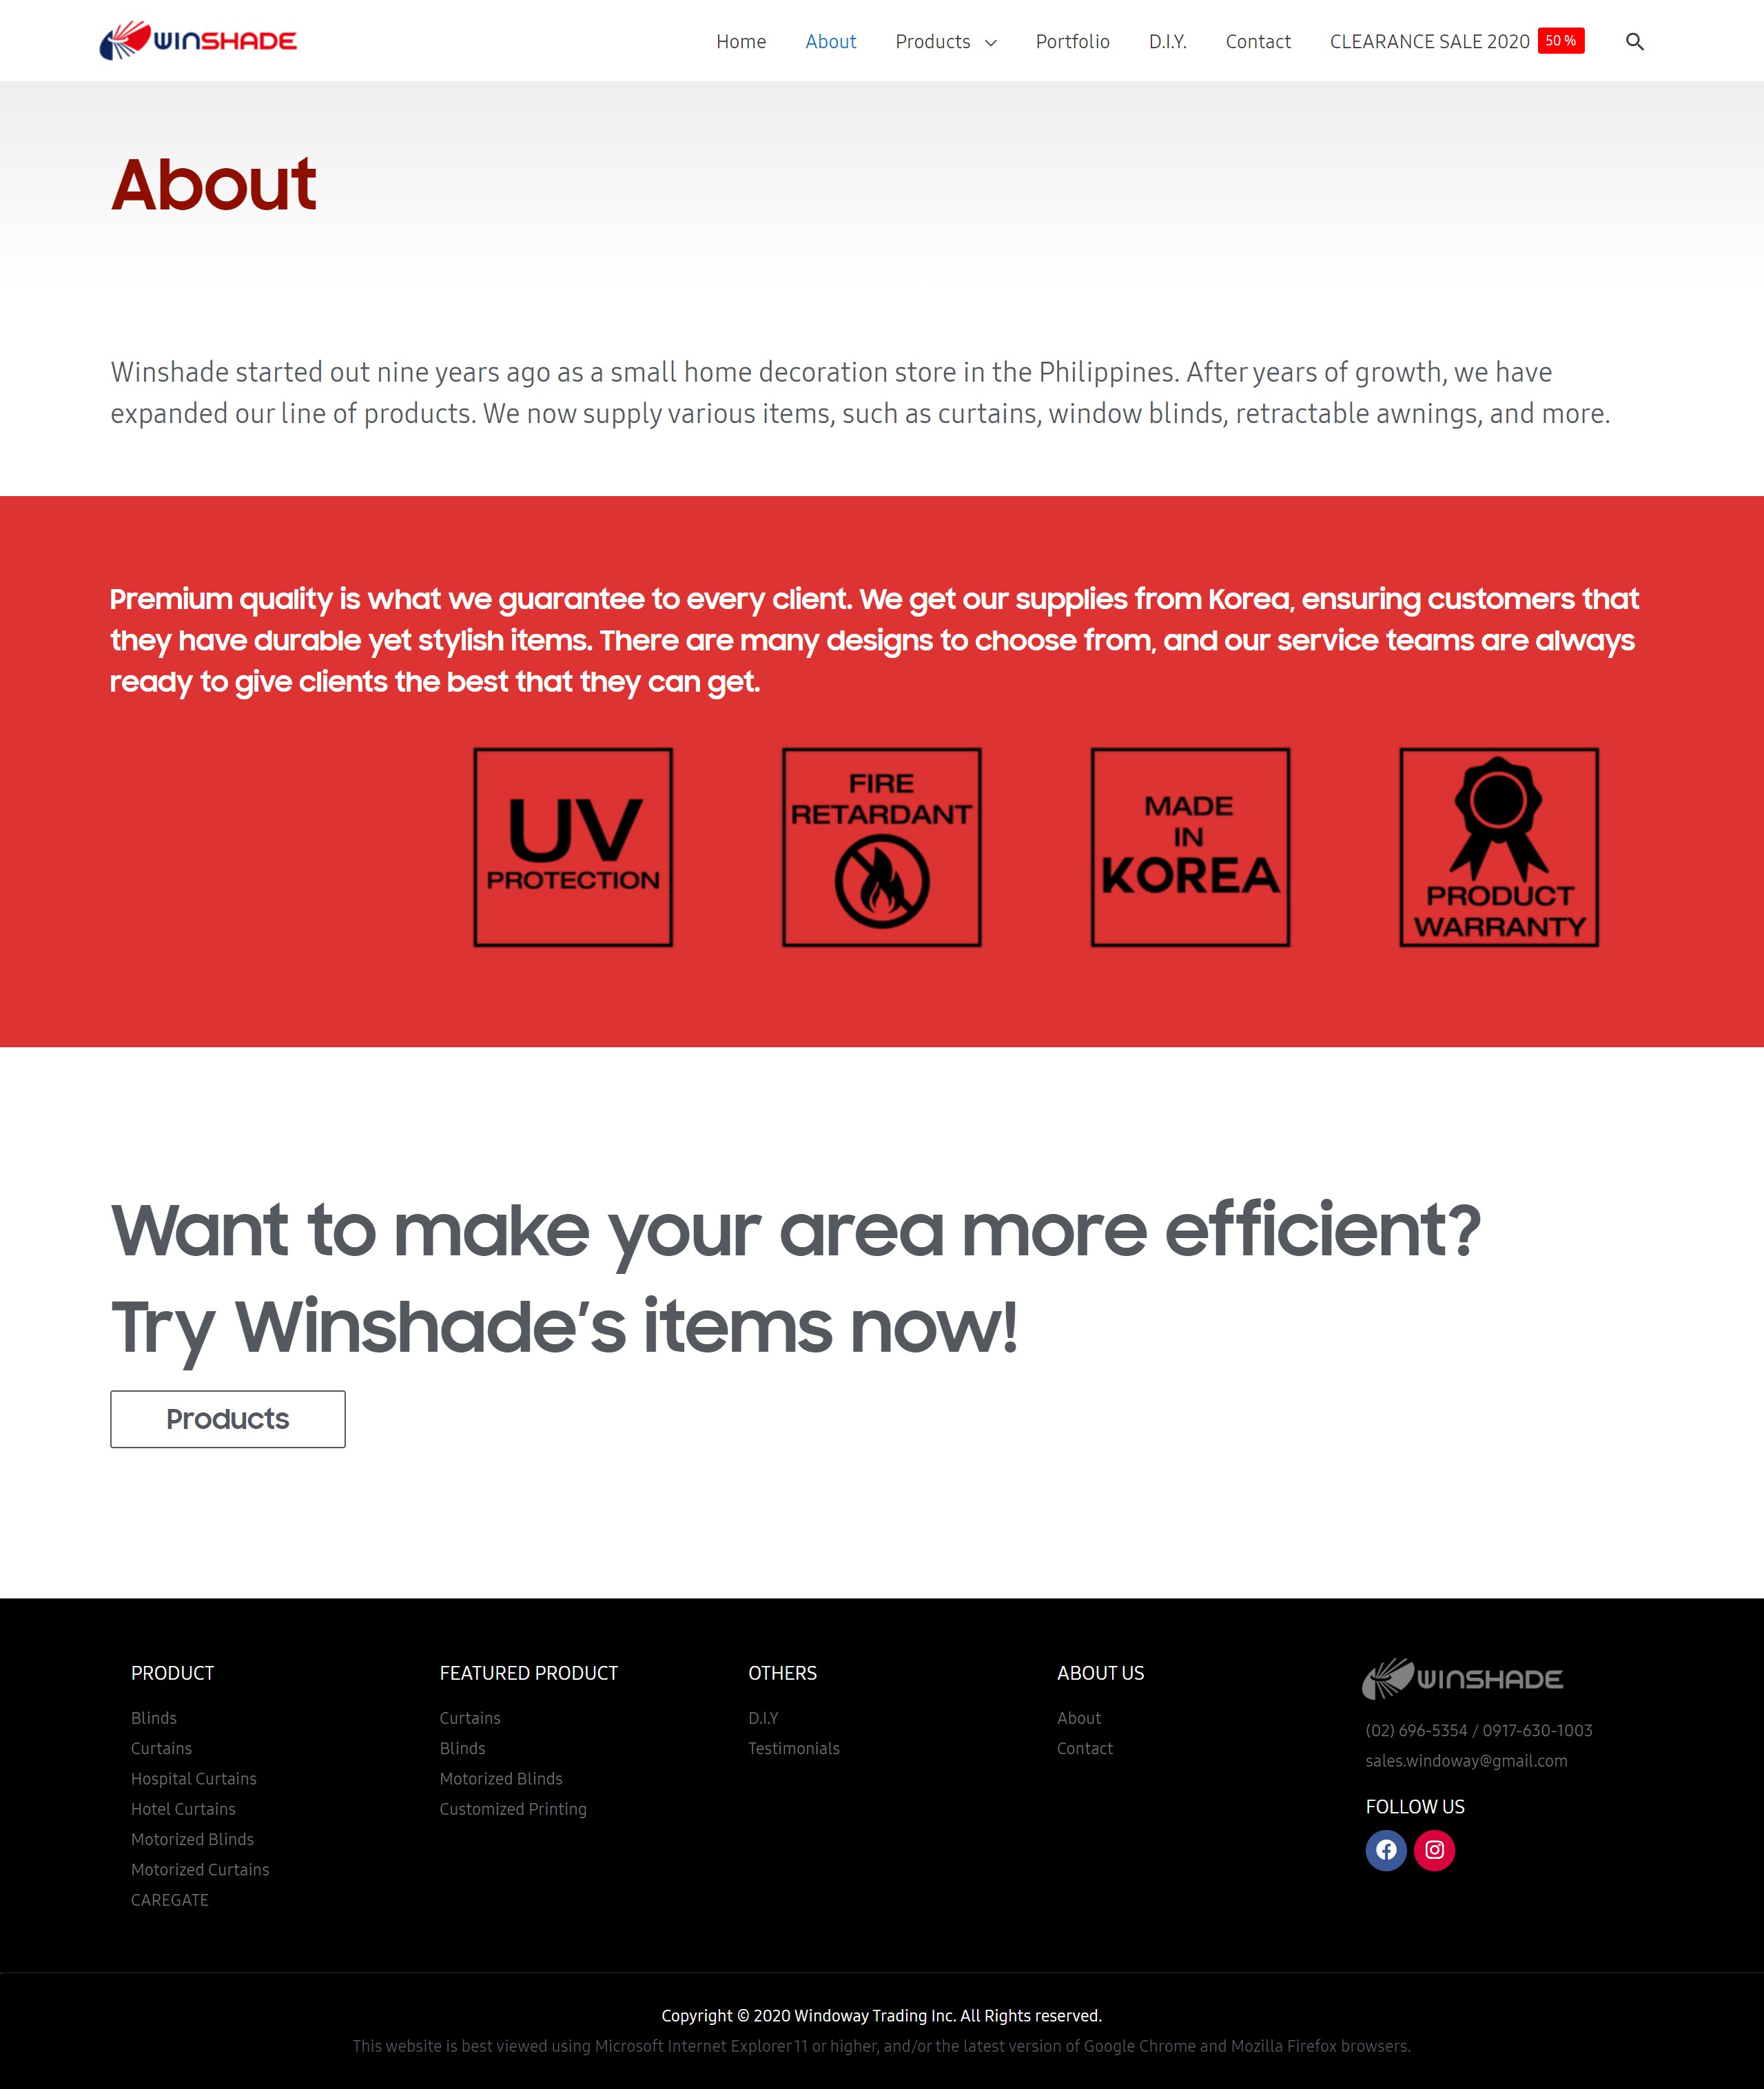 WINSHADE
Home About Products Portfolio D.I.Y. Contact CLEARANCE SALE 2020 50 %
About
Winshade started out nine years ago as a small home decoration store in the Philippines. After years of growth, we have
expanded our line of products. We now supply various items, such as curtains, window blinds, retractable awnings, and more.
Premium quality is what we guarantee to every client. We get our supplies from Korea, ensuring customers that
they have durable yet stylish items. There are many designs to choose from, and our service teams are always
ready to give clients the best that they can get.
UV
PROTECTION
FIRE
RETARDANT
MADE
IN
KOREA
PRODUCT
WARRANTY
Want to make your area more efficient?
Try Winshade’s items now!
Products
PRODUCT
Blinds
Curtains
Hospital Curtains
Hotel Curtains
Motorized Blinds
Motorized Curtains
CAREGATE
FEATURED PRODUCT
Curtains
Blinds
Motorized Blinds
Customized Printing
OTHERS
D.I.Y
Testimonials
ABOUT US
About
Contact
WINSHADE
(02) 696-5354 / 0917-630-1003
sales.windoway@gmail.com
FOLLOW US
Copyright © 2020 Windoway Trading Inc. All Rights reserved.
This website is best viewed using Microsoft Internet Explorer 11 or higher, and/or the latest version of Google Chrome and Mozilla Firefox browsers.